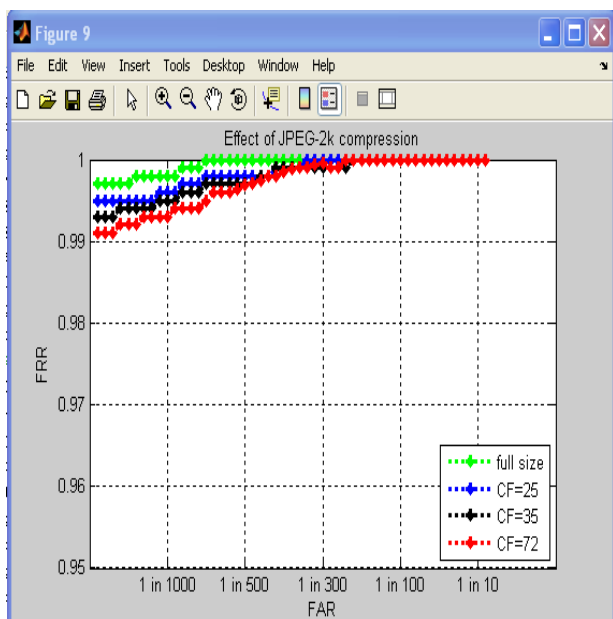 Figure 9
File Edit View Insert Tools Desktop Window Help
Effect of JPEG-2k compression
1
0.99
0.98
0.97
0.96
0.95
FRR
full size
CF=25
CF=35
CF=72
1 in 1000 1 in 500 1 in 300 1 in 100 1 in 10
FAR